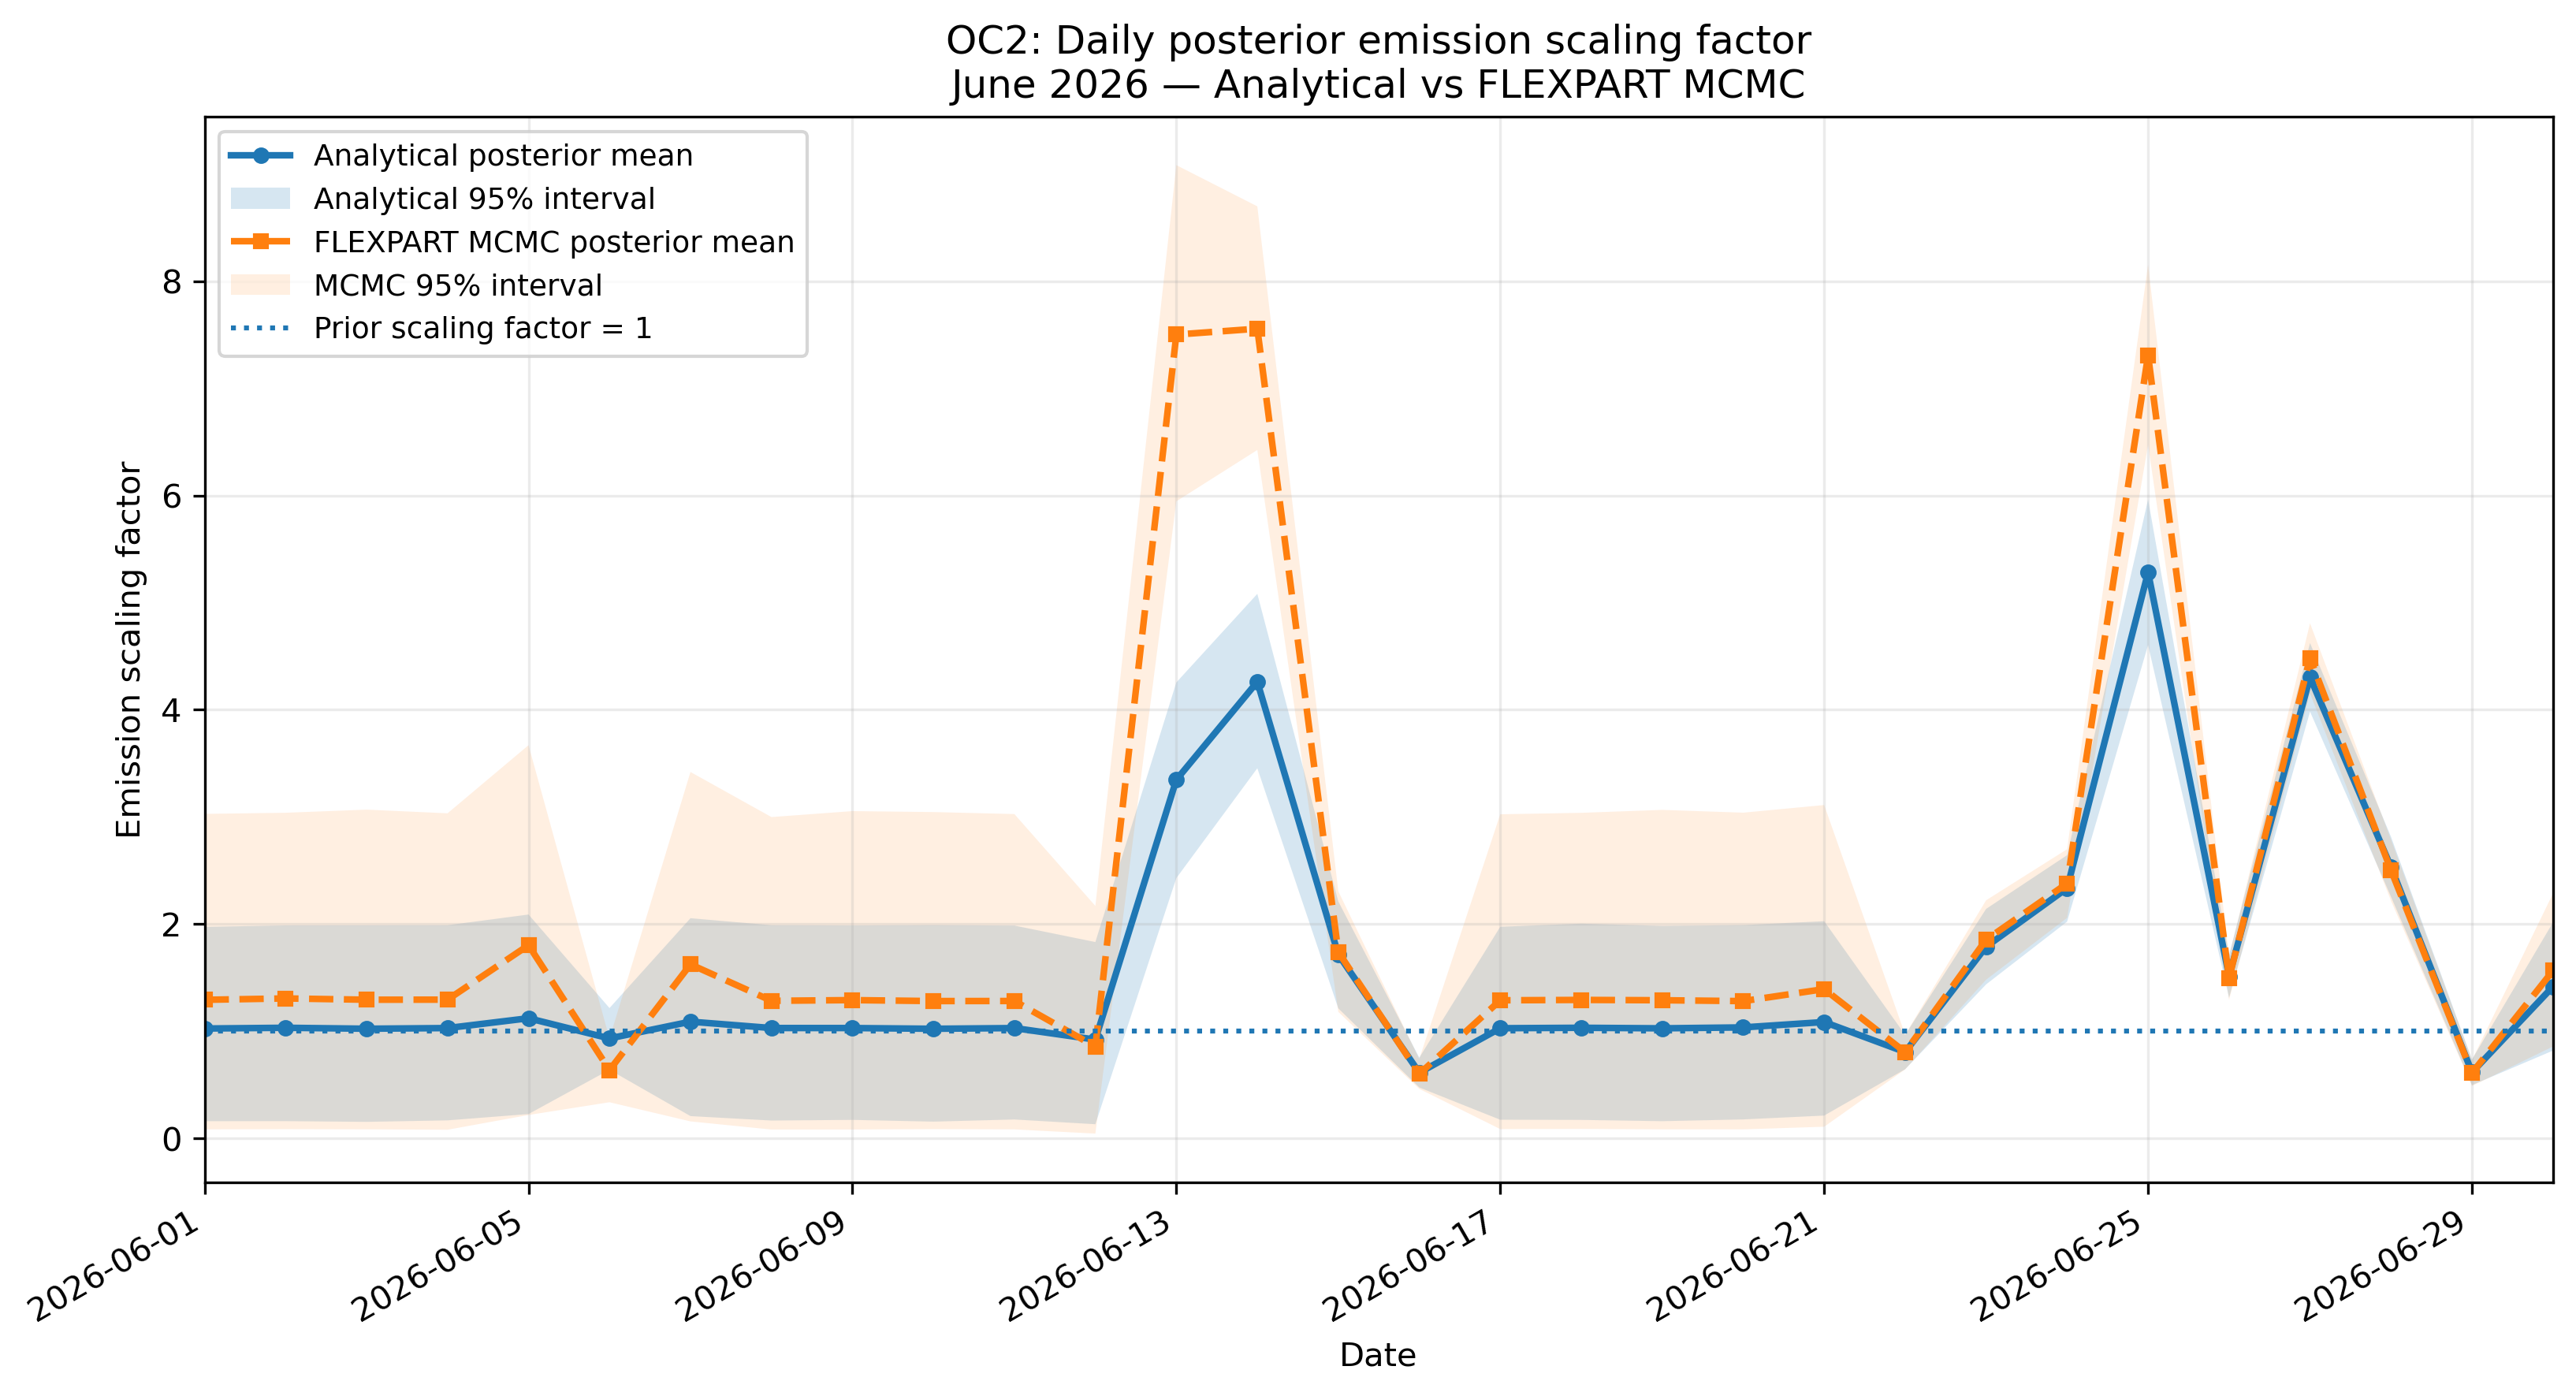 OC2: Daily posterior emission scaling factor
June 2026 — Analytical vs FLEXPART MCMC
Analytical posterior mean
Analytical 95% interval
FLEXPART MCMC posterior mean
MCMC 95% interval
Prior scaling factor = 1
Emission scaling factor
8
6
4
2
0
2026-06-01
2026-06-05
2026-06-09
2026-06-13
2026-06-17
2026-06-21
2026-06-25
2026-06-29
Date